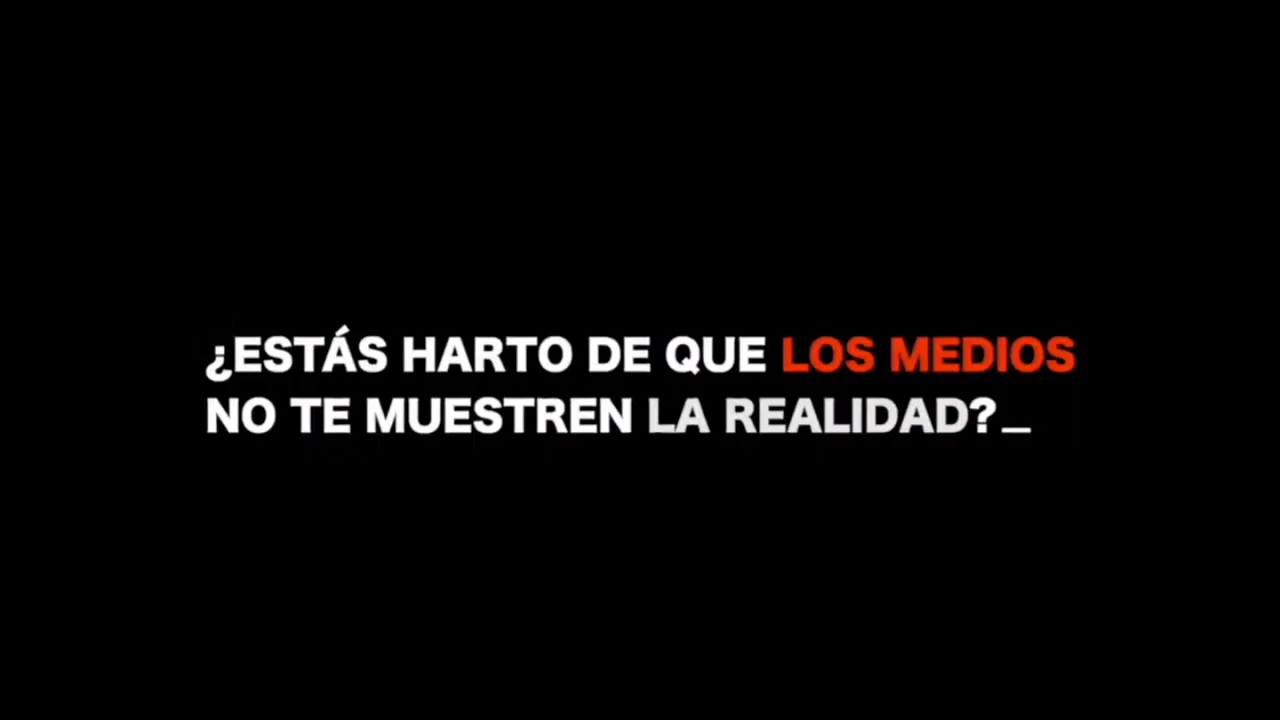 ¿ESTÁS HARTO DE QUE LOS MEDIOS
NO TE MUESTREN LA REALIDAD?_